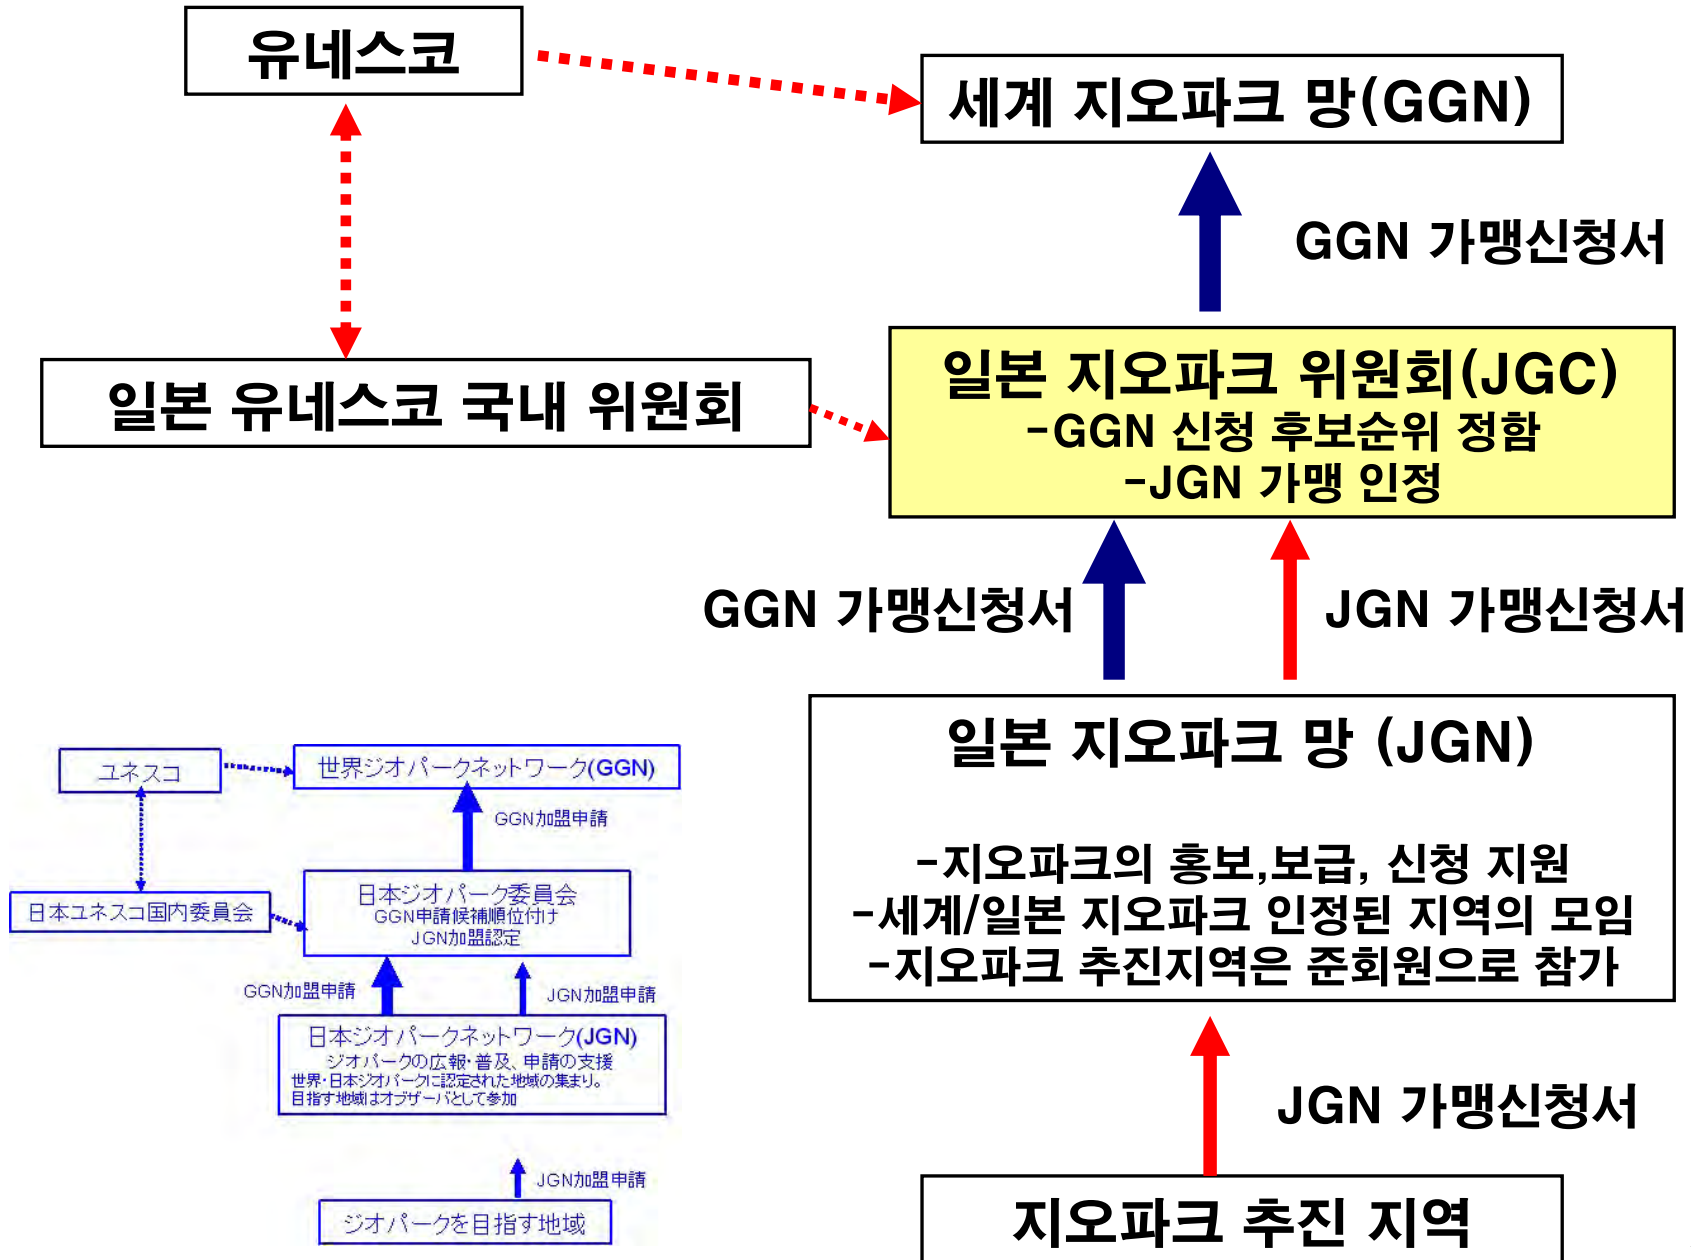 유네스코
세계 지오파크 망(GGN)
GGN 가맹신청서
일본 유네스코 국내 위원회
일본 지오파크 위원회(JGC)
-GGN 신청 후보순위 정함
-JGN 가맹 인정
GGN 가맹신청서
JGN 가맹신청서
일본 지오파크 망 (JGN)
-지오파크의 홍보,보급, 신청 지원
-세계/일본 지오파크 인정된 지역의 모임
-지오파크 추진지역은 준회원으로 참가
JGN 가맹신청서
지오파크 추진 지역
ユネスコ
世界ジオパークネットワーク(GGN)
GGN加盟申請
日本ユネスコ国内委員会
日本ジオパーク委員会
GGN申請候補順位付け
JGN加盟認定
GGN加盟申請
JGN加盟申請
日本ジオパークネットワーク(JGN)
ジオパークの広報・普及、申請の支援
世界・日本ジオパークに認定された地域の集まり。
目指す地域はオブザーバとして参加
JGN加盟申請
ジオパークを目指す地域